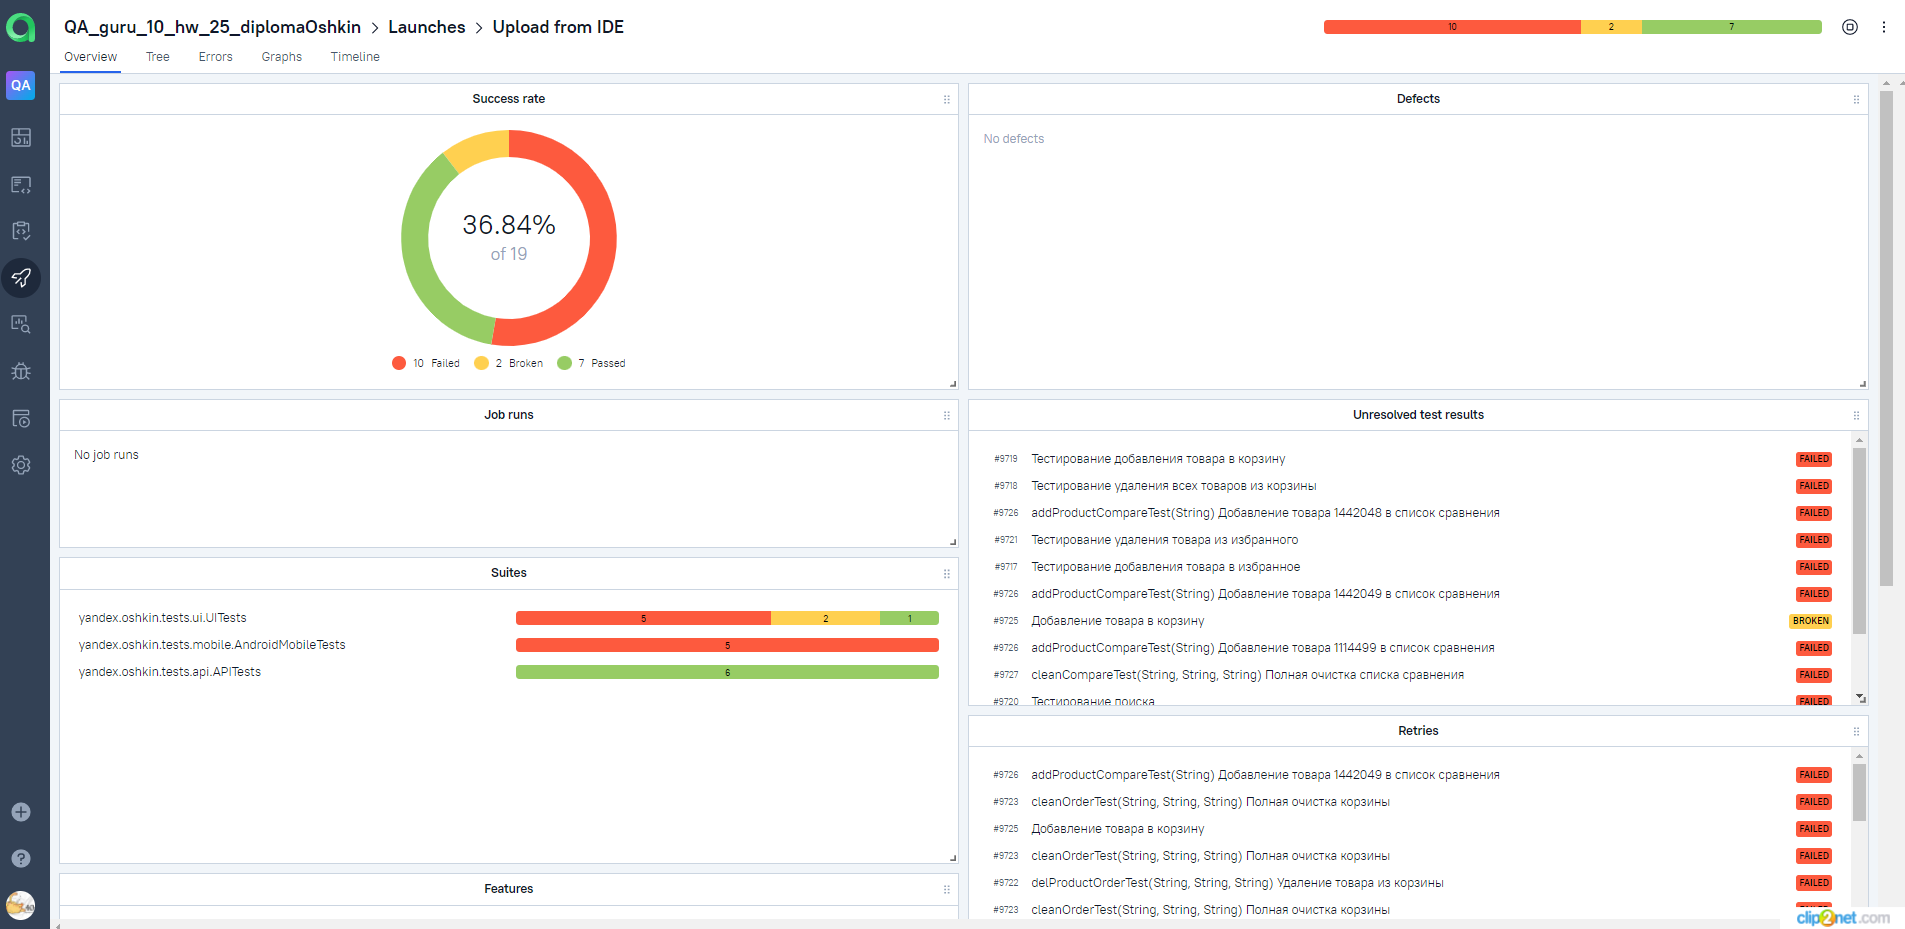 QA_guru_10_hw_25_diplomaOshkin > Launches > Upload from IDE
10 2 7
Overview Tree Errors Graphs Timeline
QA
Success rate
36.84%
of 19
10 Failed 2 Broken 7 Passed
Defects
No defects
Job runs
No job runs
Suites
yandex.oshkin.tests.ui.UITests 5 2 1
yandex.oshkin.tests.mobile.AndroidMobileTests 5
yandex.oshkin.tests.api.APITests 6
Features
Unresolved test results
#9719 Тестирование добавления товара в корзину FAILED
#9718 Тестирование удаления всех товаров из корзины FAILED
#9726 addProductCompareTest(String) Добавление товара 1442048 в список сравнения FAILED
#9721 Тестирование удаления товара из избранного FAILED
#9717 Тестирование добавления товара в избранное FAILED
#9726 addProductCompareTest(String) Добавление товара 1442049 в список сравнения FAILED
#9725 Добавление товара в корзину BROKEN
#9726 addProductCompareTest(String) Добавление товара 1114499 в список сравнения FAILED
#9727 cleanCompareTest(String, String, String) Полная очистка списка сравнения FAILED
#9720 Тестирование поиска FAILED
Retries
#9726 addProductCompareTest(String) Добавление товара 1442049 в список сравнения FAILED
#9723 cleanOrderTest(String, String, String) Полная очистка корзины FAILED
#9725 Добавление товара в корзину FAILED
#9723 cleanOrderTest(String, String, String) Полная очистка корзины FAILED
#9722 delProductOrderTest(String, String, String) Удаление товара из корзины FAILED
#9723 cleanOrderTest(String, String, String) Полная очистка корзины
clip2net.com